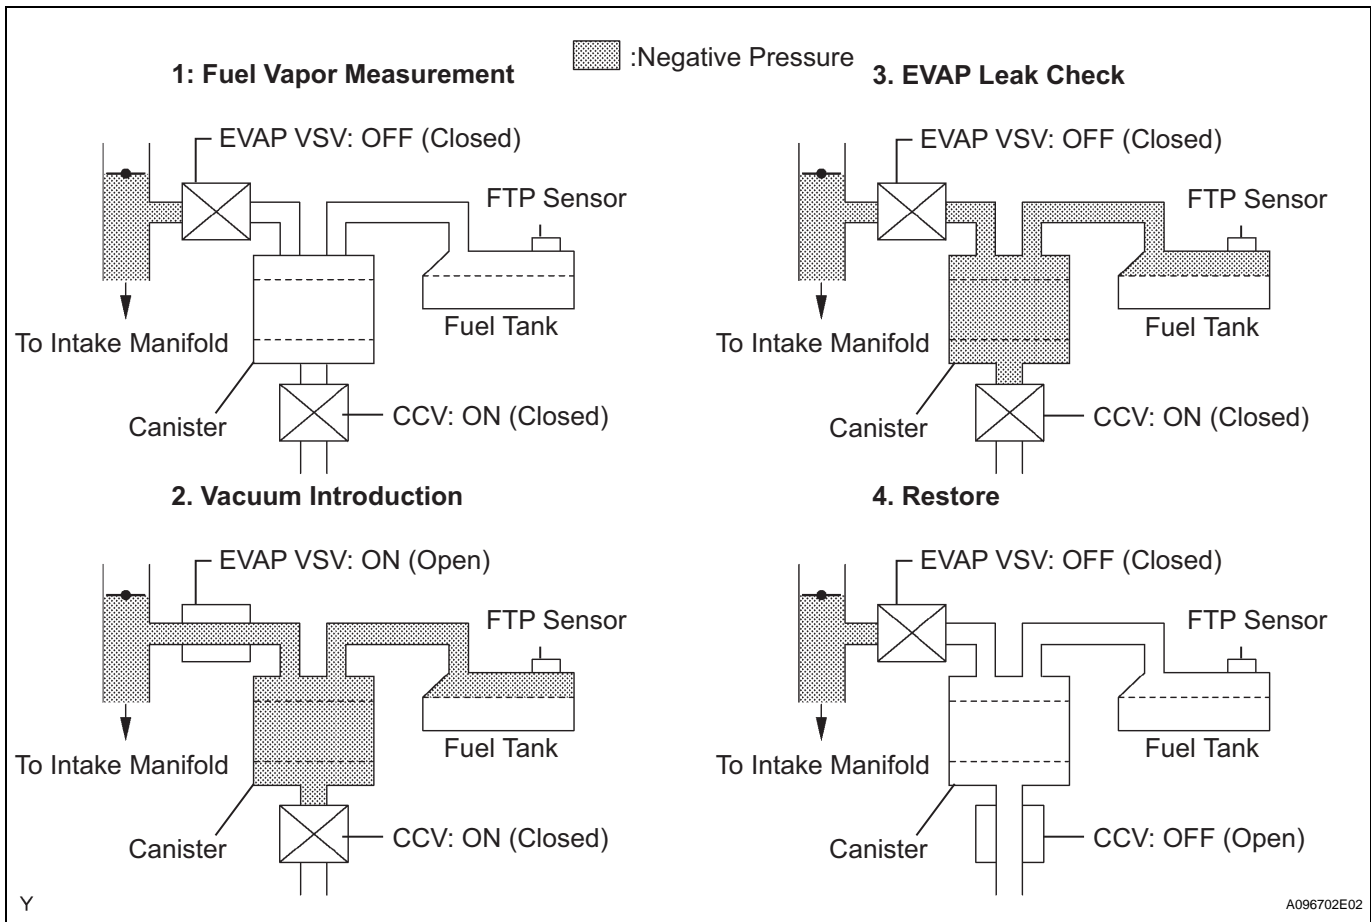 :Negative Pressure
1: Fuel Vapor Measurement
EVAP VSV: OFF (Closed)
FTP Sensor
To Intake Manifold
Fuel Tank
Canister
CCV: ON (Closed)
2. Vacuum Introduction
EVAP VSV: ON (Open)
FTP Sensor
To Intake Manifold
Fuel Tank
Canister
CCV: ON (Closed)
3. EVAP Leak Check
EVAP VSV: OFF (Closed)
FTP Sensor
To Intake Manifold
Fuel Tank
Canister
CCV: ON (Closed)
4. Restore
EVAP VSV: OFF (Closed)
FTP Sensor
To Intake Manifold
Fuel Tank
Canister
CCV: OFF (Open)
Y
A096702E02